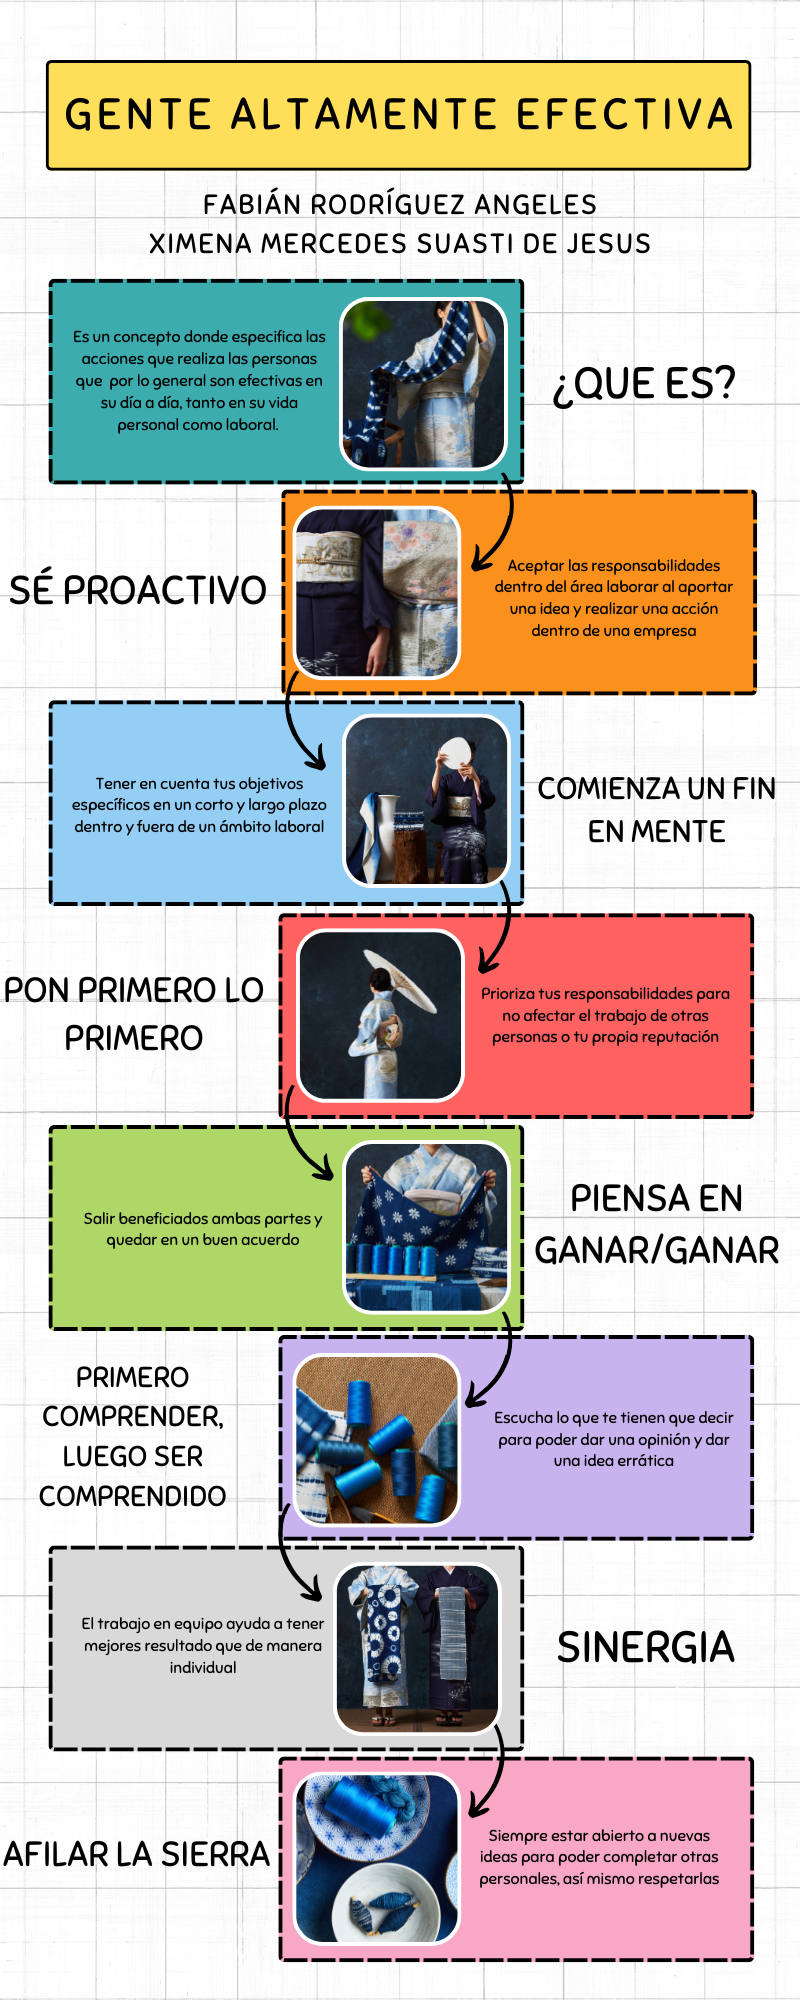 GENTE ALTAMENTE EFECTIVA
FABIÁN RODRÍGUEZ ANGELES
XIMENA MERCEDES SUASTI DE JESUS
Es un concepto donde especifica las
acciones que realiza las personas
que por lo general son efectivas en
su día a día, tanto en su vida
personal como laboral.
¿QUE ES?
SÉ PROACTIVO
Aceptar las responsabilidades
dentro del área laborar al aportar
una idea y realizar una acción
dentro de una empresa
Tener en cuenta tus objetivos
específicos en un corto y largo plazo
dentro y fuera de un ámbito laboral
COMIENZA UN FIN
EN MENTE
PON PRIMERO LO
PRIMERO
Prioriza tus responsabilidades para
no afectar el trabajo de otras
personas o tu propia reputación
Salir beneficiados ambas partes y
quedar en un buen acuerdo
PIENSA EN
GANAR/GANAR
PRIMERO
COMPRENDER,
LUEGO SER
COMPRENDIDO
Escucha lo que te tienen que decir
para poder dar una opinión y dar
una idea errática
El trabajo en equipo ayuda a tener
mejores resultado que de manera
individual
SINERGIA
AFILAR LA SIERRA
Siempre estar abierto a nuevas
ideas para poder completar otras
personales, así mismo respetarlas